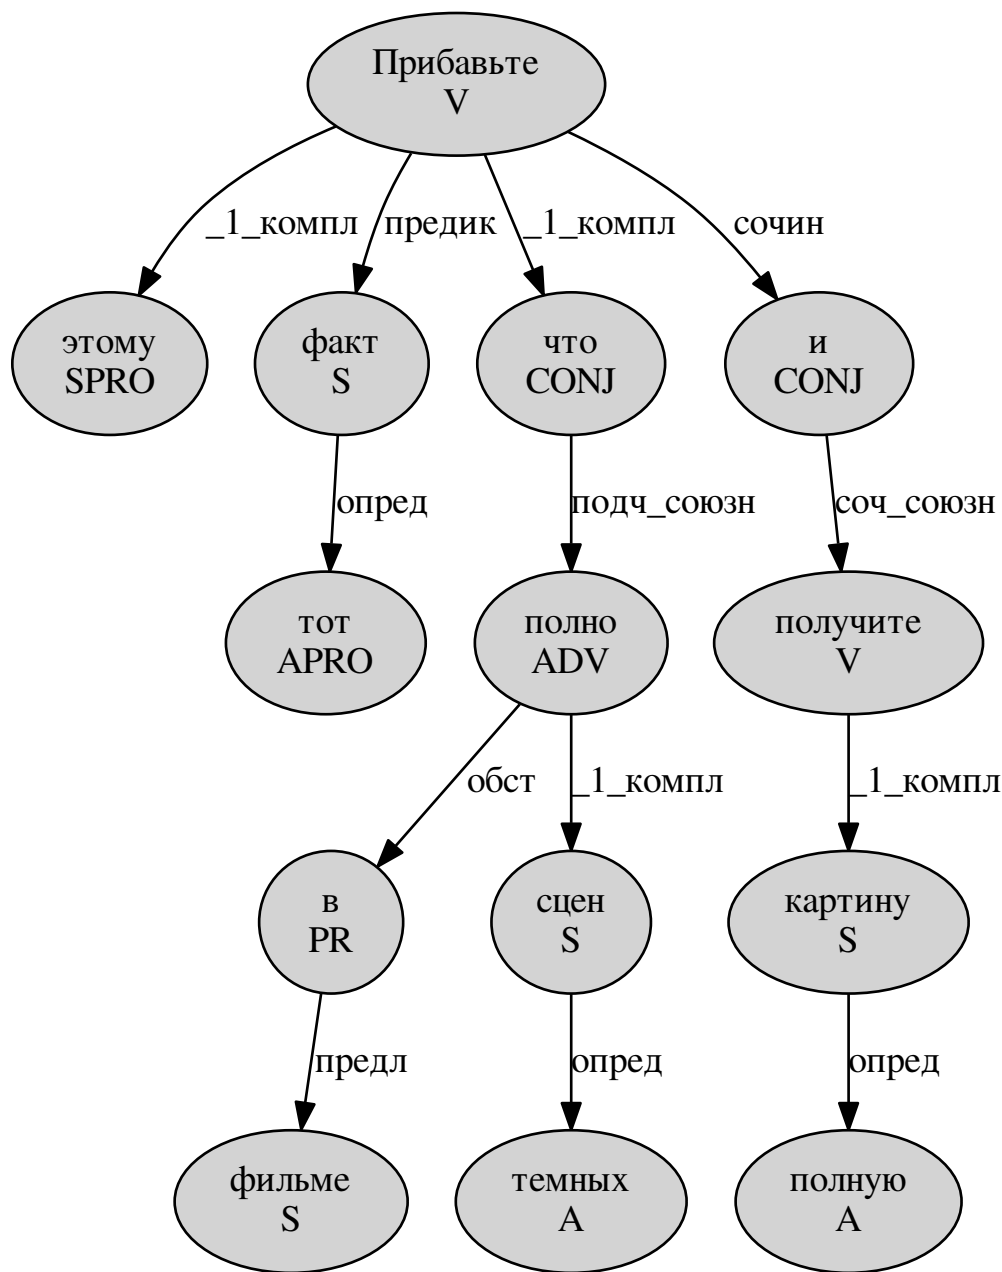 Прибавьте
V
_1_компл
предик
_1_компл
сочин
этому
SPRO
факт
S
что
CONJ
и
CONJ
опред
подч_союзн
соч_союзн
тот
APRO
полно
ADV
получите
V
обст
_1_компл
_1_компл
в
PR
сцен
S
картину
S
предл
опред
опред
фильме
S
темных
A
полную
A